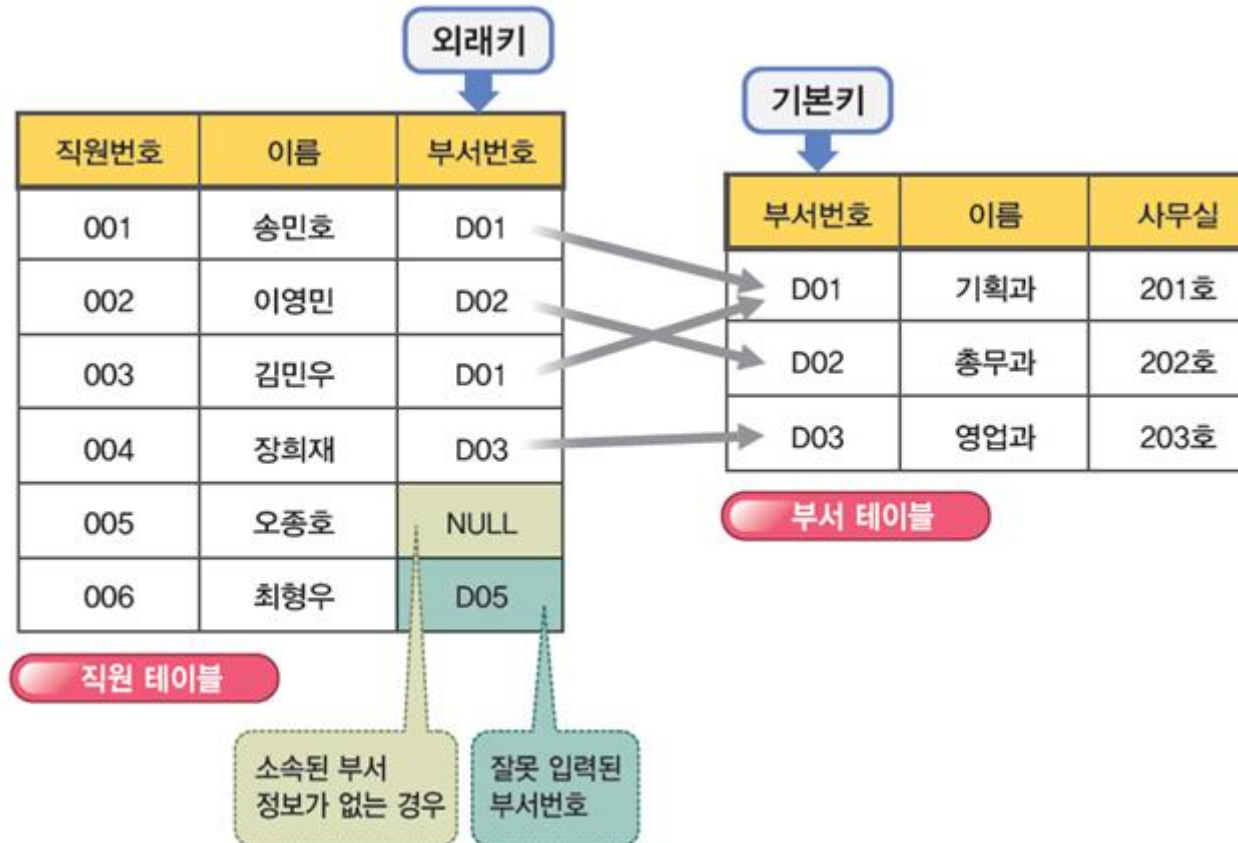 외래키
직원번호 이름 부서번호
001 송민호 D01
002 이영민 D02
003 김민우 D01
004 장희재 D03
005 오종호 NULL
006 최형우 D05
직원 테이블
소속된 부서
정보가 없는 경우
잘못 입력된
부서번호
기본키
부서번호 이름 사무실
D01 기획과 201호
D02 총무과 202호
D03 영업과 203호
부서 테이블